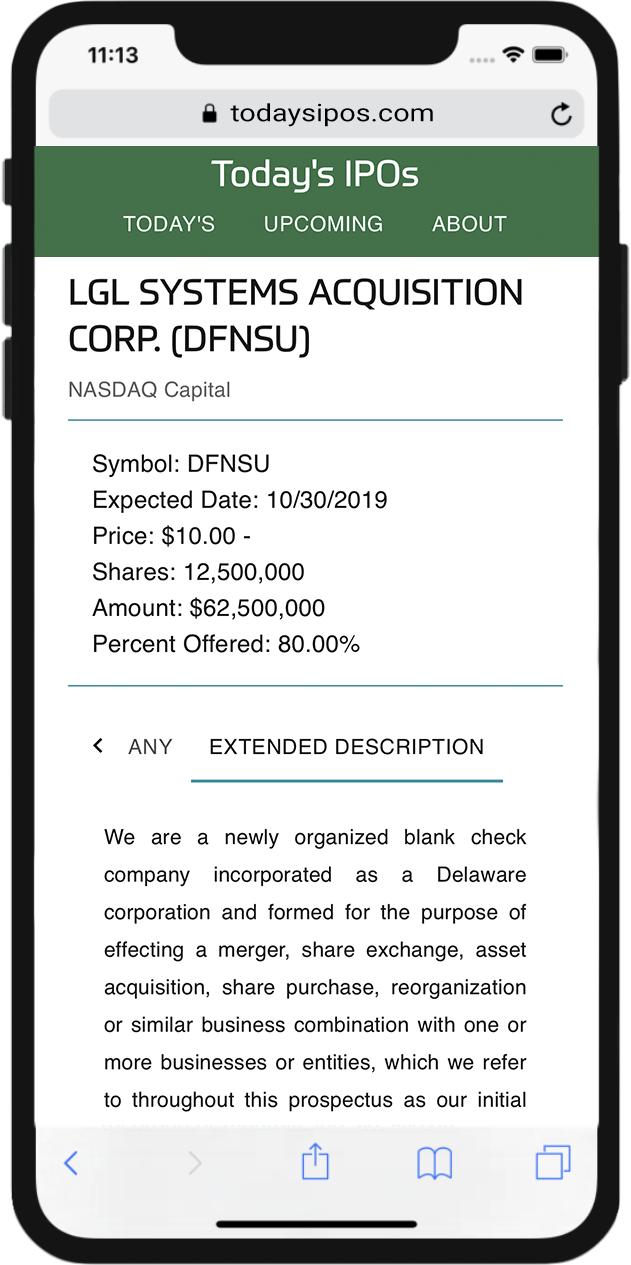 11:13
todaysipos.com
Today's IPOs
TODAY'S UPCOMING ABOUT
LGL SYSTEMS ACQUISITION
CORP. (DFNSU)
NASDAQ Capital
Symbol: DFNSU
Expected Date: 10/30/2019
Price: $10.00 -
Shares: 12,500,000
Amount: $62,500,000
Percent Offered: 80.00%
ANY EXTENDED DESCRIPTION
We are a newly organized blank check
company incorporated as a Delaware
corporation and formed for the purpose of
effecting a merger, share exchange, asset
acquisition, share purchase, reorganization
or similar business combination with one or
more businesses or entities, which we refer
to throughout this prospectus as our initial